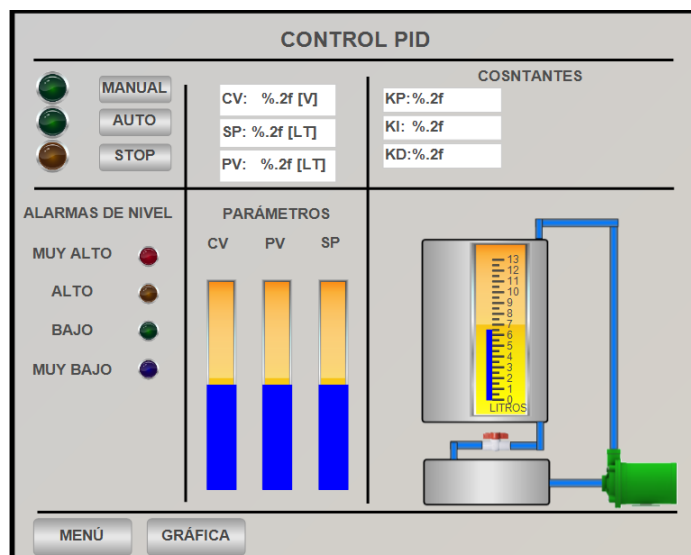 CONTROL PID
MANUAL
AUTO
STOP
CV: %.2f [V]
SP: %.2f [LT]
PV: %.2f [LT]
COSNTANTES
KP:%.2f
KI: %.2f
KD:%.2f
ALARMAS DE NIVEL
MUY ALTO
ALTO
BAJO
MUY BAJO
PARÁMETROS
CV PV SP
13
12
11
10
9
8
7
6
5
4
3
2
1
0
LITROS
MENÚ
GRÁFICA